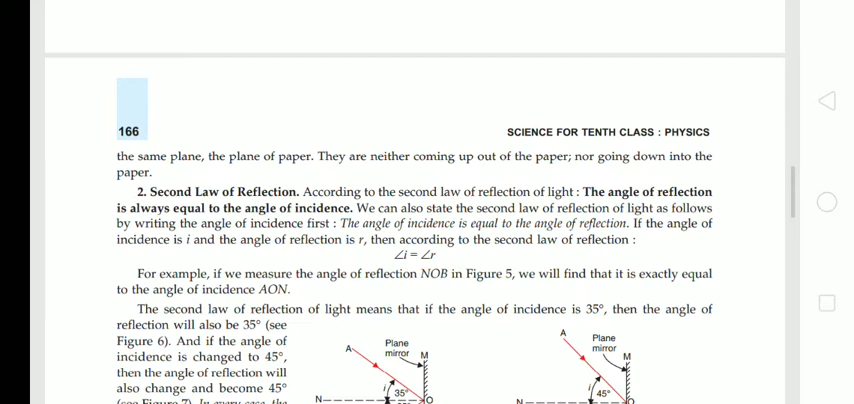 166
SCIENCE FOR TENTH CLASS : PHYSICS
the same plane, the plane of paper. They are neither coming up out of the paper; nor going down into the
paper.
2. Second Law of Reflection. According to the second law of reflection of light : The angle of reflection
is always equal to the angle of incidence. We can also state the second law of reflection of light as follows
by writing the angle of incidence first : The angle of incidence is equal to the angle of reflection. If the angle of
incidence is i and the angle of reflection is r, then according to the second law of reflection :
∠i = ∠r
For example, if we measure the angle of reflection NOB in Figure 5, we will find that it is exactly equal
to the angle of incidence AON.
The second law of reflection of light means that if the angle of incidence is 35°, then the angle of
reflection will also be 35° (see
Figure 6). And if the angle of
incidence is changed to 45°,
then the angle of reflection will
also change and become 45°
(see Figure 7). In every case, the
A
Plane
mirror
M
i
35°
N
O
A
Plane
mirror
M
i
45°
N
O